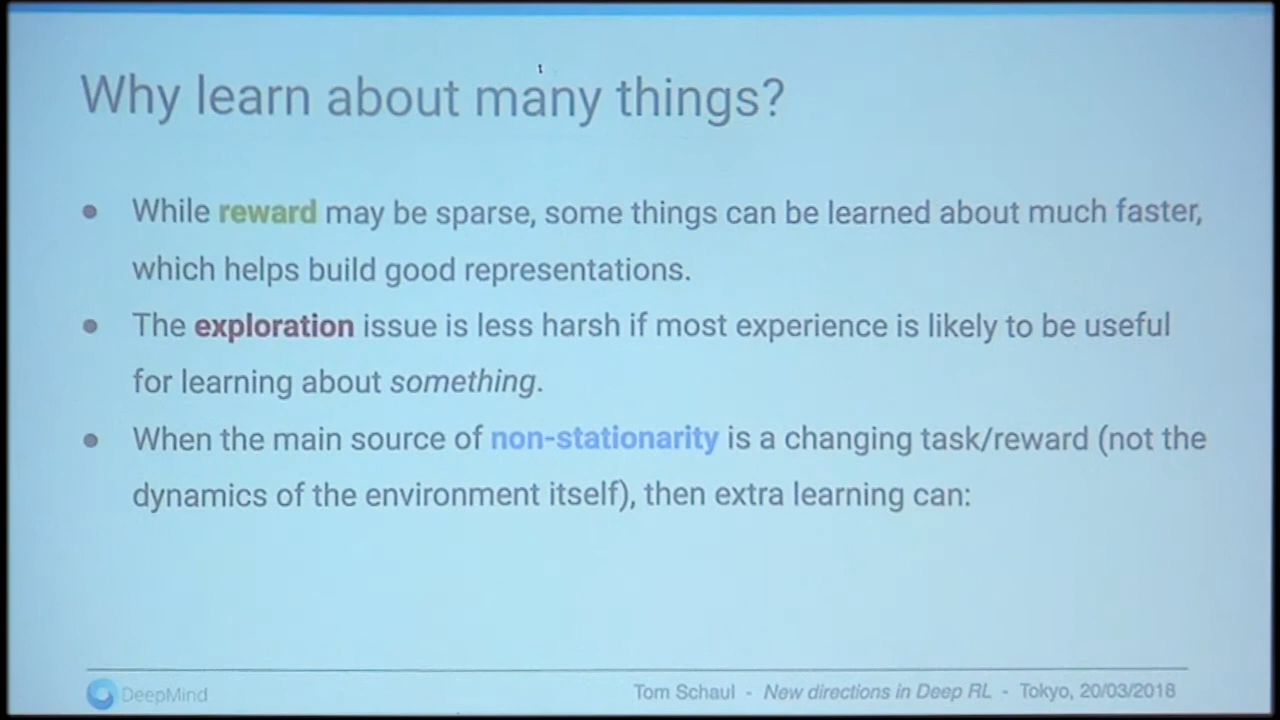 Why learn about many things?
● While reward may be sparse, some things can be learned about much faster,
which helps build good representations.
● The exploration issue is less harsh if most experience is likely to be useful
for learning about something.
● When the main source of non-stationarity is a changing task/reward (not the
dynamics of the environment itself), then extra learning can:
DeepMind
Tom Schaul - New directions in Deep RL - Tokyo, 20/03/2018